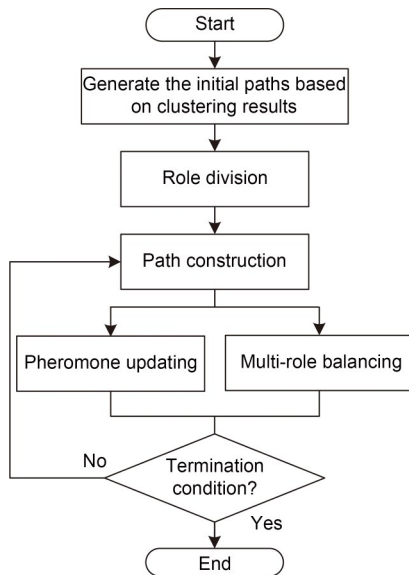 Start
Generate the initial paths based
on clustering results
Role division
Path construction
Pheromone updating
Multi-role balancing
No
Termination
condition?
Yes
End